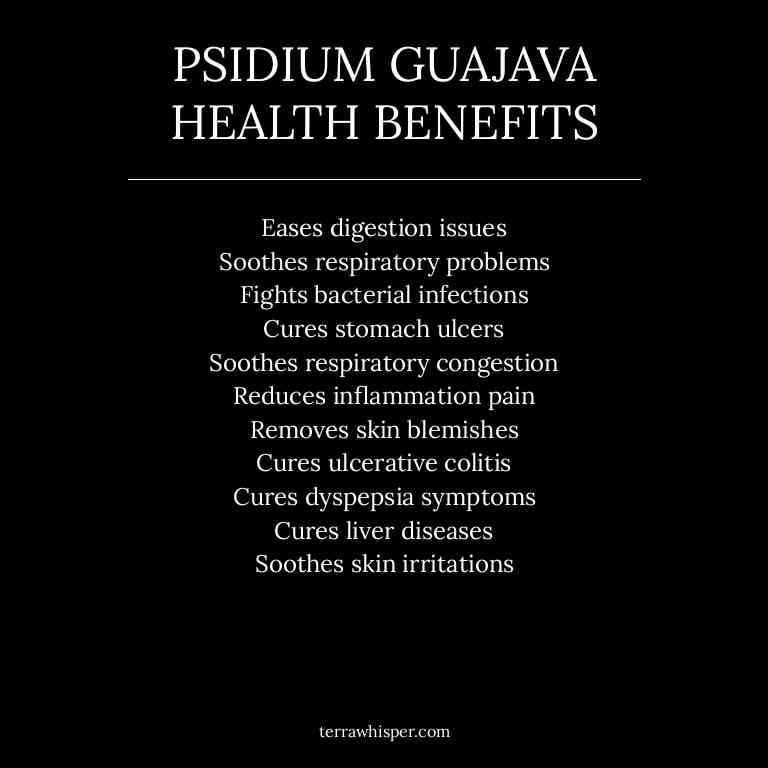 PSIDIUM GUAJAVA
HEALTH BENEFITS
Eases digestion issues
Soothes respiratory problems
Fights bacterial infections
Cures stomach ulcers
Soothes respiratory congestion
Reduces inflammation pain
Removes skin blemishes
Cures ulcerative colitis
Cures dyspepsia symptoms
Cures liver diseases
Soothes skin irritations
terrawhisper.com